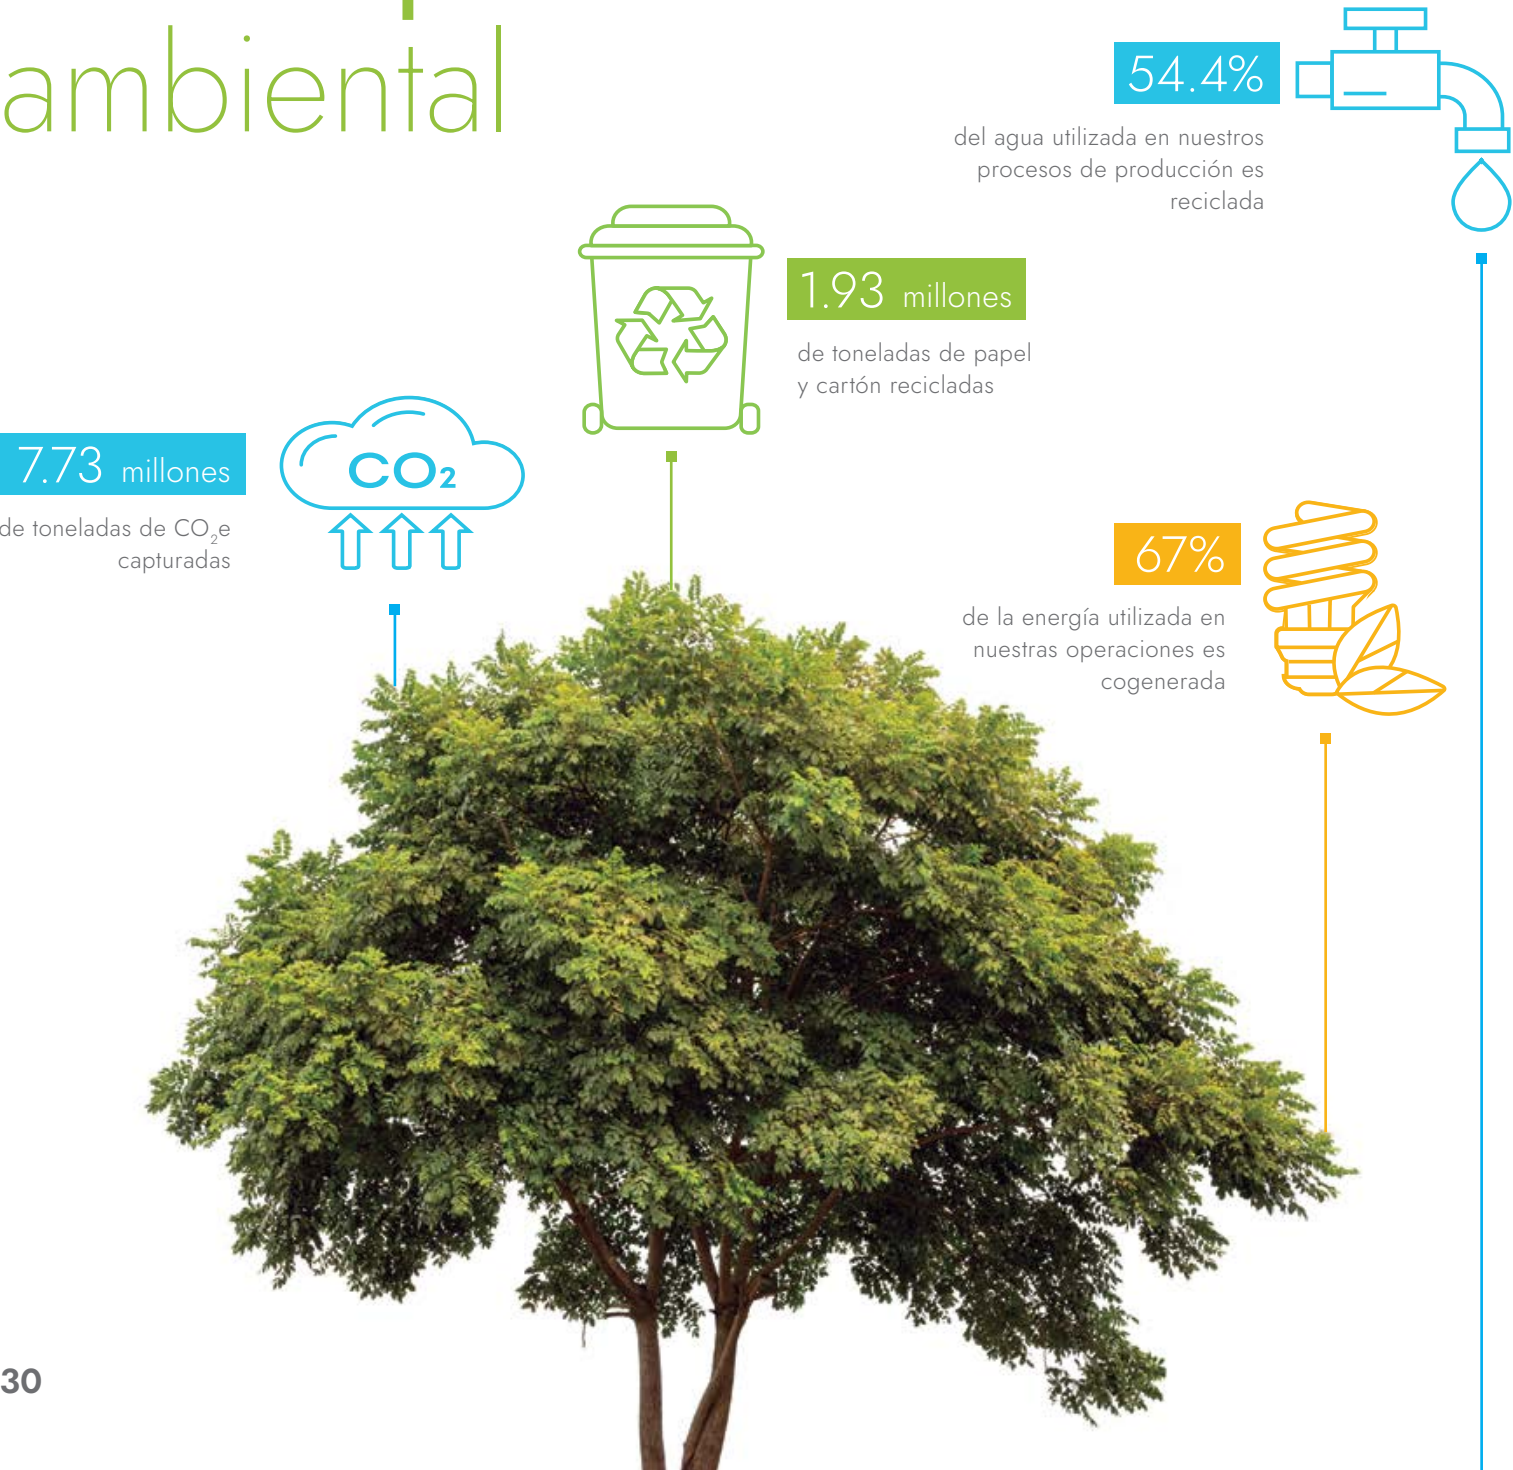 ambiental
54.4%
del agua utilizada en nuestros
procesos de producción es
reciclada
1.93 millones
de toneladas de papel
y cartón recicladas
7.73 millones
de toneladas de CO₂e
capturadas
CO₂
67%
de la energía utilizada en
nuestras operaciones es
cogenerada
30